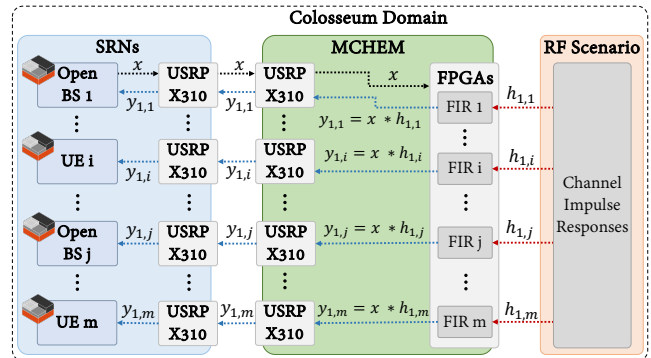 Colosseum Domain
SRNs
MCHEM
RF Scenario
Open
BS 1
x
y₁,₁
USRP
X310
x
y₁,₁
USRP
X310
x
y₁,₁ = x * h₁,₁
FPGAs
FIR 1
h₁,₁
UE i
y₁,ᵢ
USRP
X310
y₁,ᵢ
USRP
X310
y₁,ᵢ = x * h₁,ᵢ
FIR i
h₁,ᵢ
Channel
Impulse
Responses
Open
BS j
y₁,ⱼ
USRP
X310
y₁,ⱼ
USRP
X310
y₁,ⱼ = x * h₁,ⱼ
FIR j
h₁,ⱼ
UE m
y₁,ₘ
USRP
X310
y₁,ₘ
USRP
X310
y₁,ₘ = x * h₁,ₘ
FIR m
h₁,ₘ